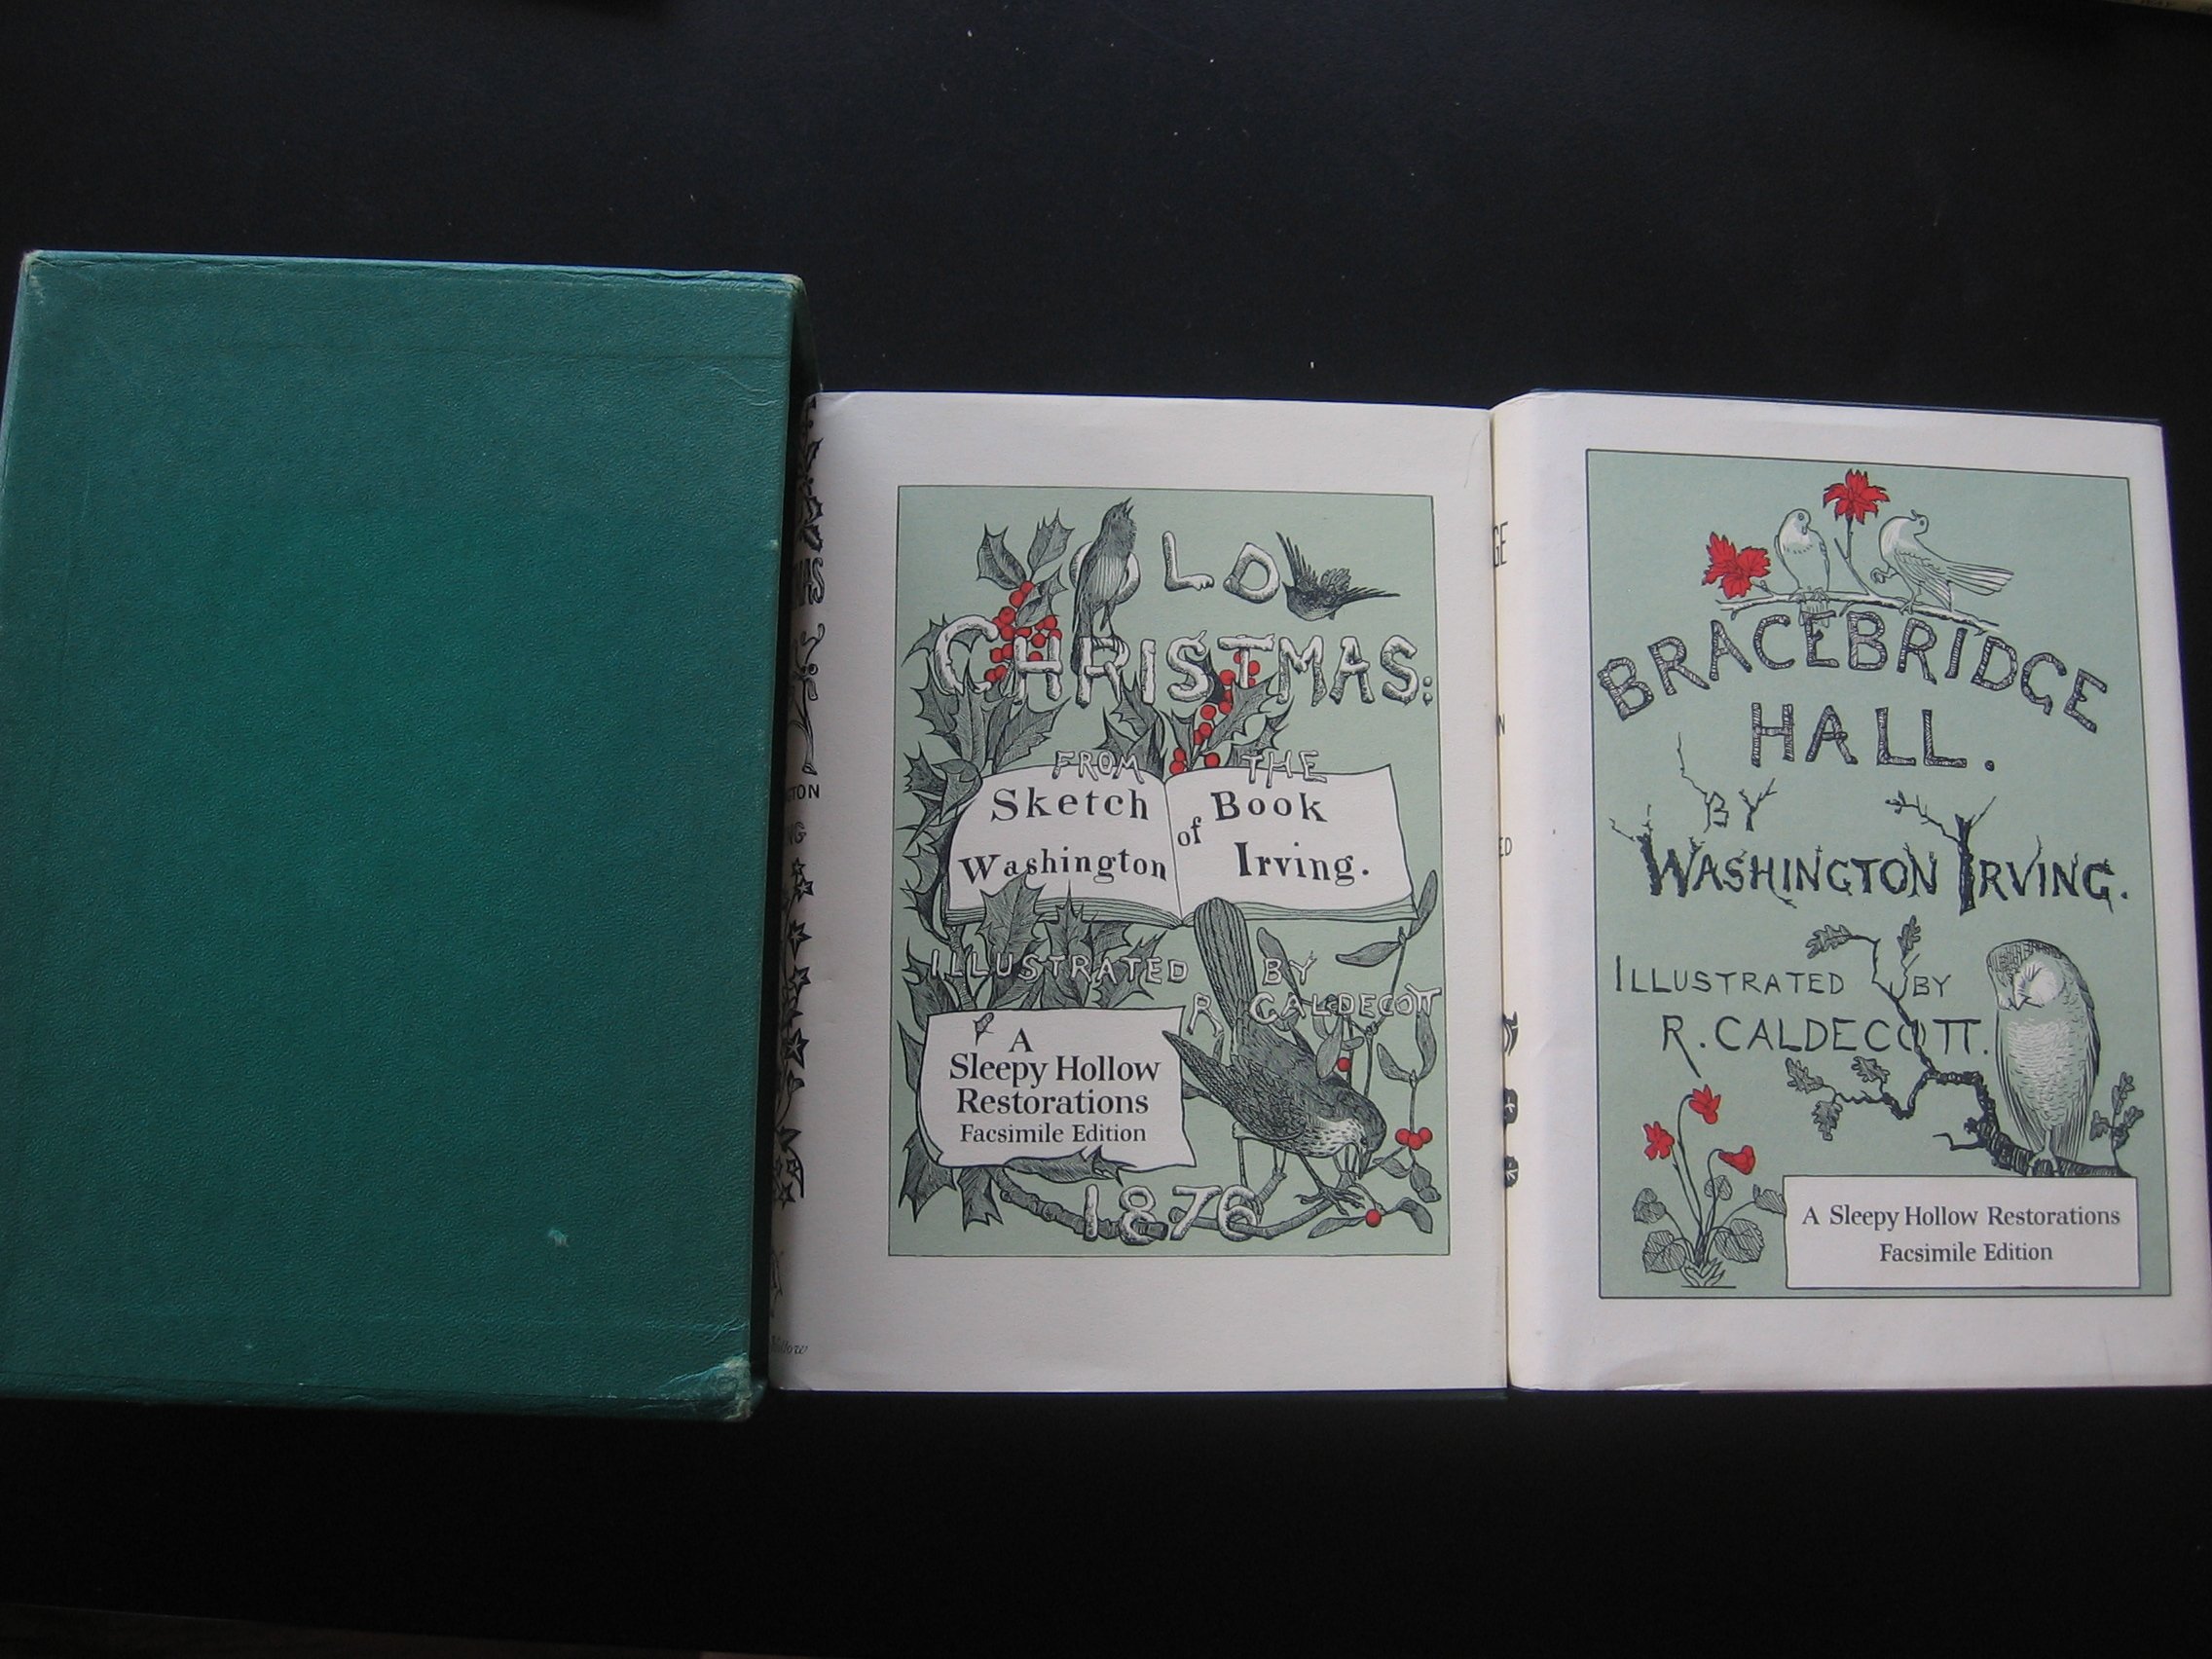 OLD
CHRISTMAS:
FROM THE
Sketch Book
of
Washington Irving.
ILLUSTRATED BY
R. CALDECOTT
A
Sleepy Hollow
Restorations
Facsimile Edition
1876
BRACEBRIDGE
HALL.
BY
WASHINGTON IRVING.
ILLUSTRATED BY
R. CALDECOTT.
A Sleepy Hollow Restorations
Facsimile Edition